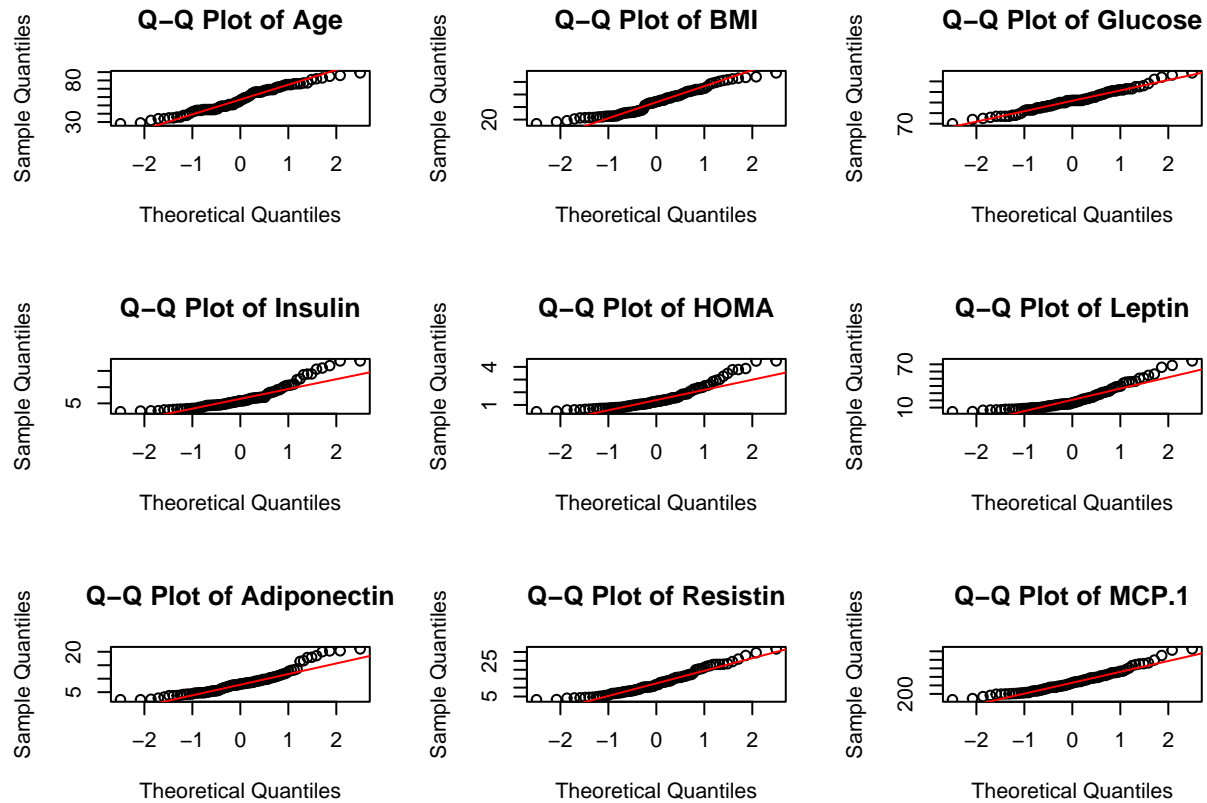 Q−Q Plot of Age
Sample Quantiles
30 80
−2 −1 0 1 2
Theoretical Quantiles
Q−Q Plot of BMI
Sample Quantiles
20
−2 −1 0 1 2
Theoretical Quantiles
Q−Q Plot of Glucose
Sample Quantiles
70
−2 −1 0 1 2
Theoretical Quantiles
Q−Q Plot of Insulin
Sample Quantiles
5
−2 −1 0 1 2
Theoretical Quantiles
Q−Q Plot of HOMA
Sample Quantiles
1 4
−2 −1 0 1 2
Theoretical Quantiles
Q−Q Plot of Leptin
Sample Quantiles
10 70
−2 −1 0 1 2
Theoretical Quantiles
Q−Q Plot of Adiponectin
Sample Quantiles
5 20
−2 −1 0 1 2
Theoretical Quantiles
Q−Q Plot of Resistin
Sample Quantiles
5 25
−2 −1 0 1 2
Theoretical Quantiles
Q−Q Plot of MCP.1
Sample Quantiles
200
−2 −1 0 1 2
Theoretical Quantiles